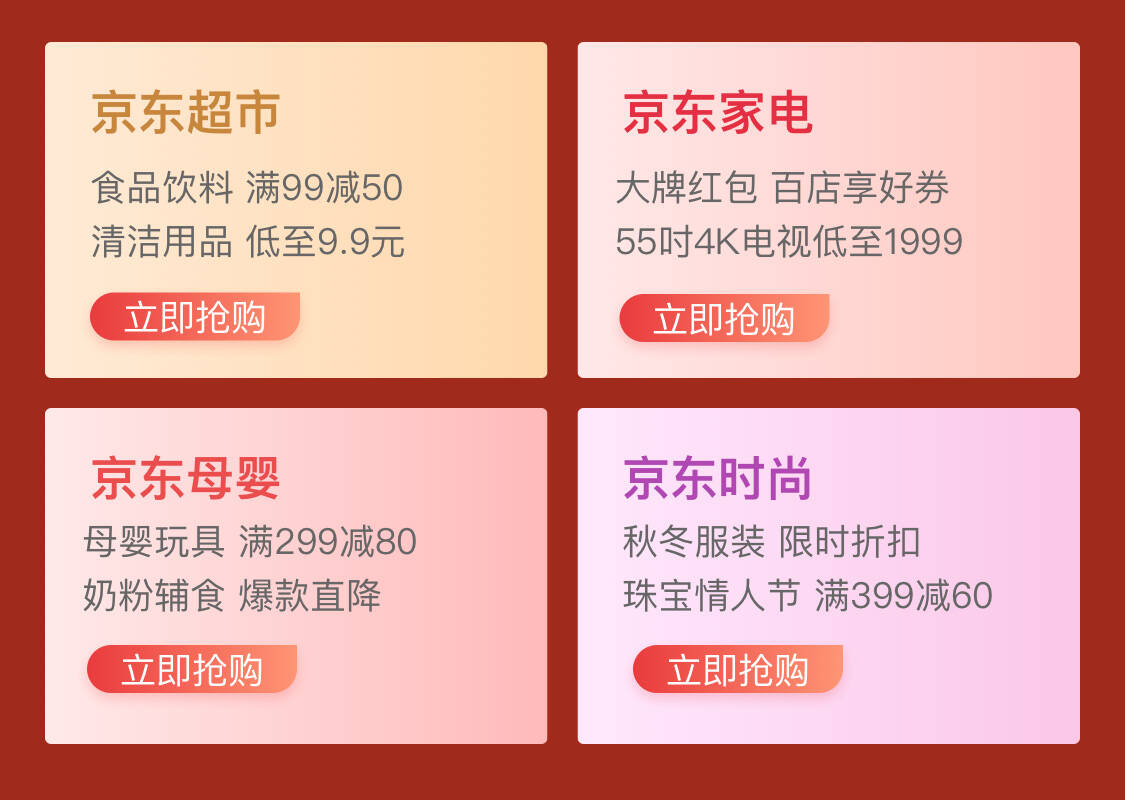 京东超市
食品饮料 满99减50
清洁用品 低至9.9元
立即抢购
京东家电
大牌红包 百店享好券
55吋4K电视低至1999
立即抢购
京东母婴
母婴玩具 满299减80
奶粉辅食 爆款直降
立即抢购
京东时尚
秋冬服装 限时折扣
珠宝情人节 满399减60
立即抢购